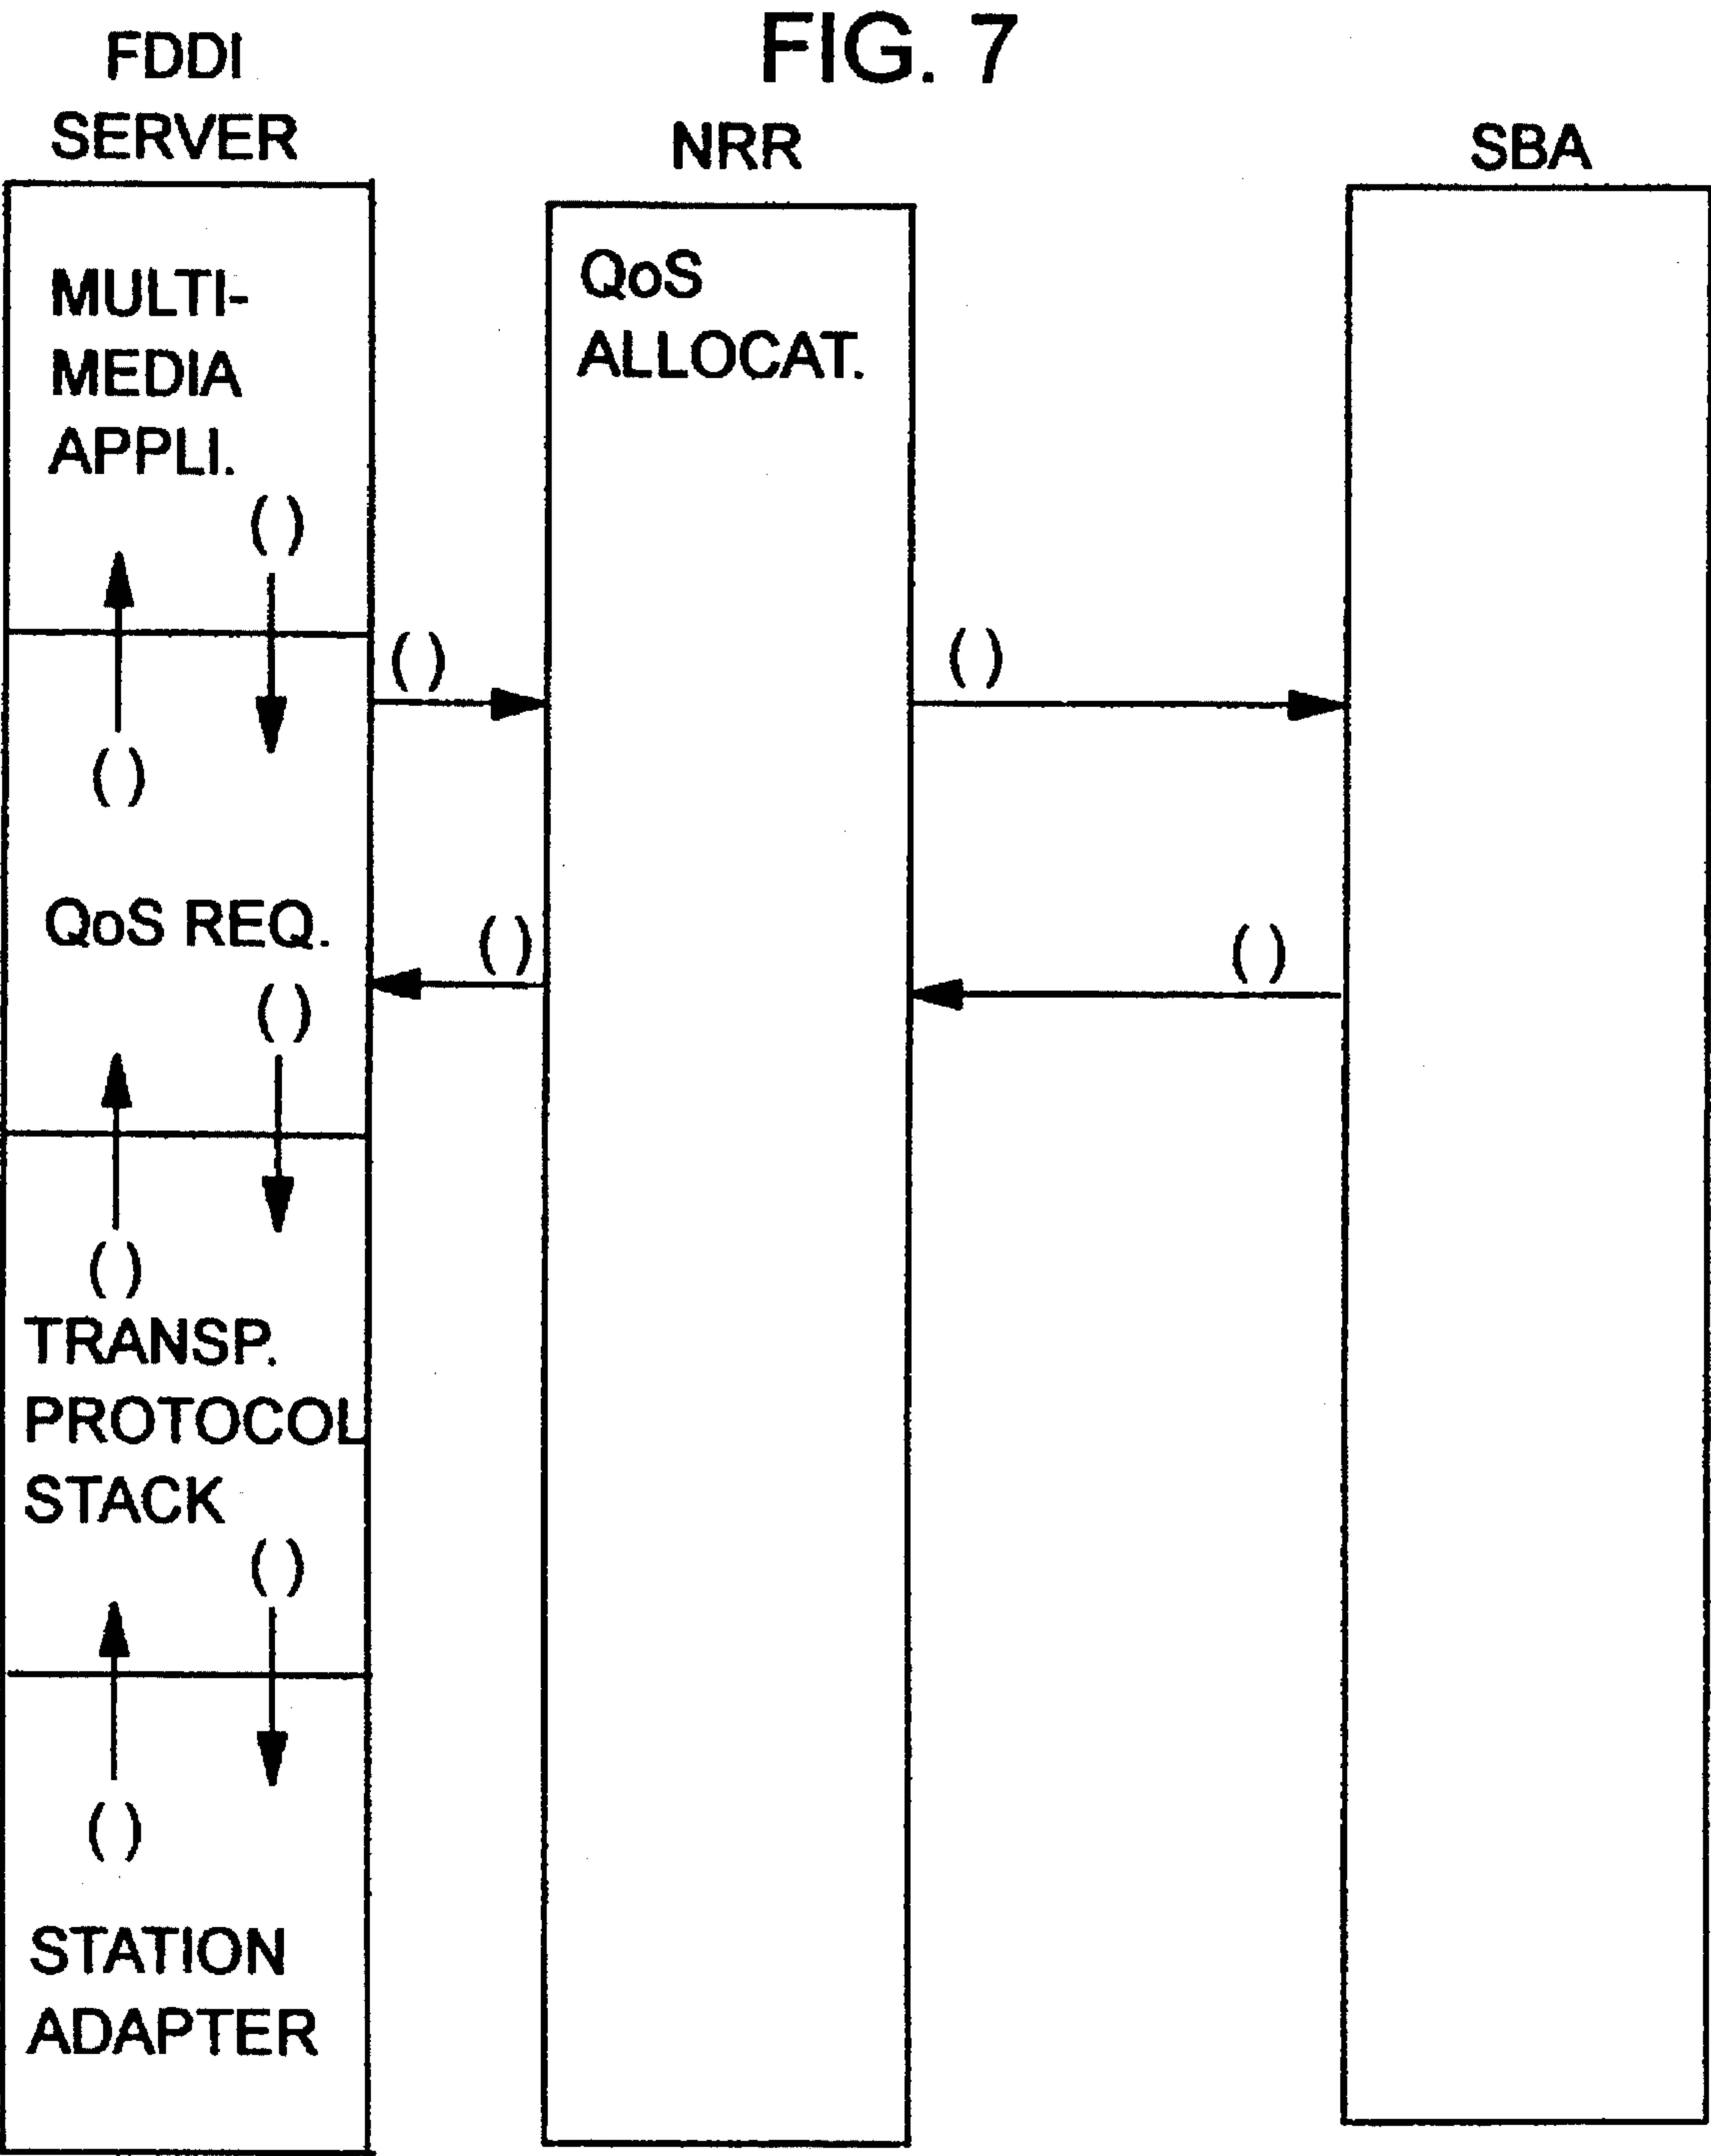 FIG. 7
FDDI
SERVER
NRR
SBA
MULTI-
MEDIA
APPLI.
( )
( )
QoS REQ.
( )
( )
TRANSP.
PROTOCOL
STACK
( )
( )
STATION
ADAPTER
( )
( )
QoS
ALLOCAT.
( )
( )